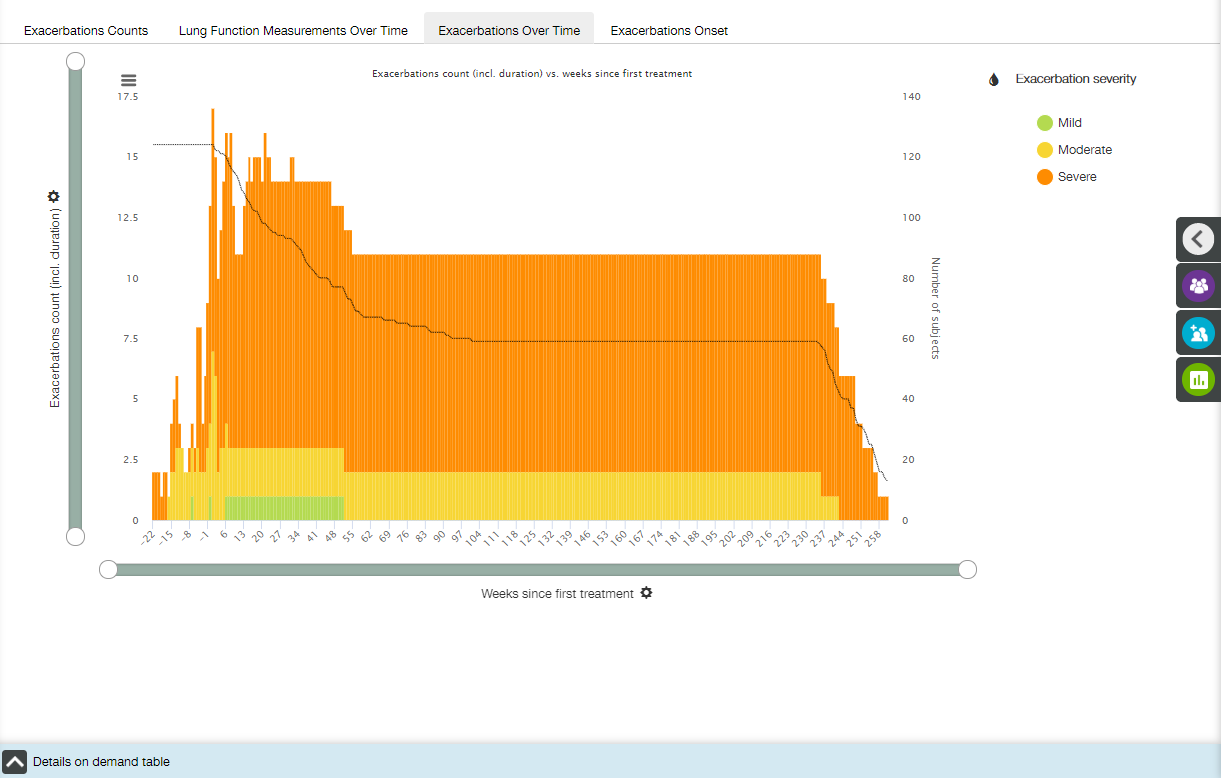 Exacerbations Counts
Lung Function Measurements Over Time
Exacerbations Over Time
Exacerbations Onset
Exacerbations count (incl. duration) vs. weeks since first treatment
17.5
15
12.5
10
7.5
5
2.5
0
Exacerbations count (incl. duration)
140
120
100
80
60
40
20
0
Number of subjects
-22 -15 -8 -1 6 13 20 27 34 41 48 55 62 69 76 83 90 97 104 111 118 125 132 139 146 153 160 167 174 181 188 195 202 209 216 223 230 237 244 251 258
Weeks since first treatment
Exacerbation severity
Mild
Moderate
Severe
Details on demand table